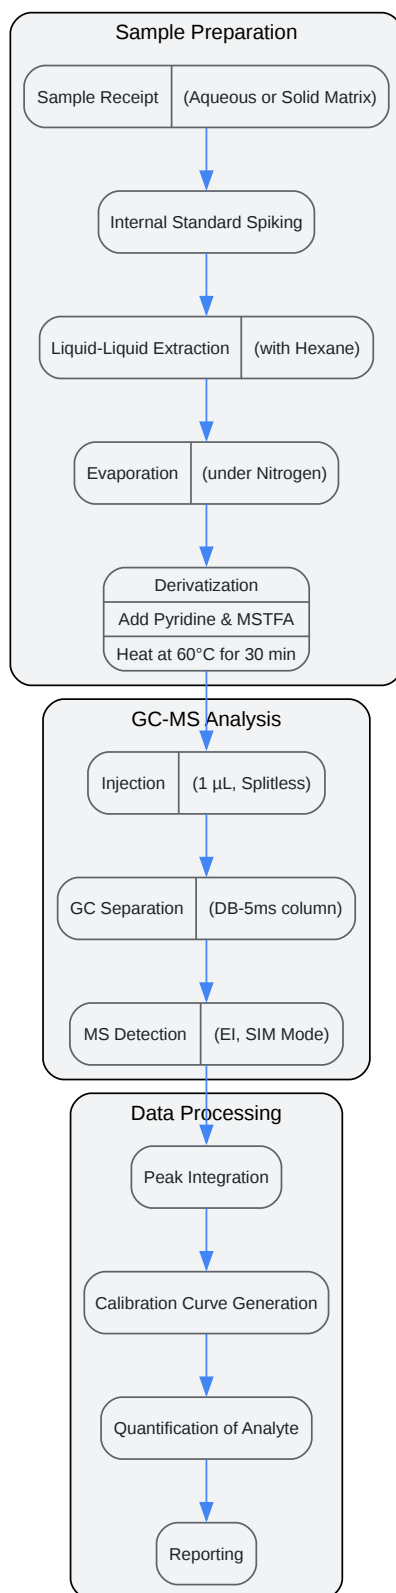 Sample Preparation
Sample Receipt (Aqueous or Solid Matrix)
Internal Standard Spiking
Liquid-Liquid Extraction (with Hexane)
Evaporation (under Nitrogen)
Derivatization
Add Pyridine & MSTFA
Heat at 60°C for 30 min
GC-MS Analysis
Injection (1 µL, Splitless)
GC Separation (DB-5ms column)
MS Detection (EI, SIM Mode)
Data Processing
Peak Integration
Calibration Curve Generation
Quantification of Analyte
Reporting